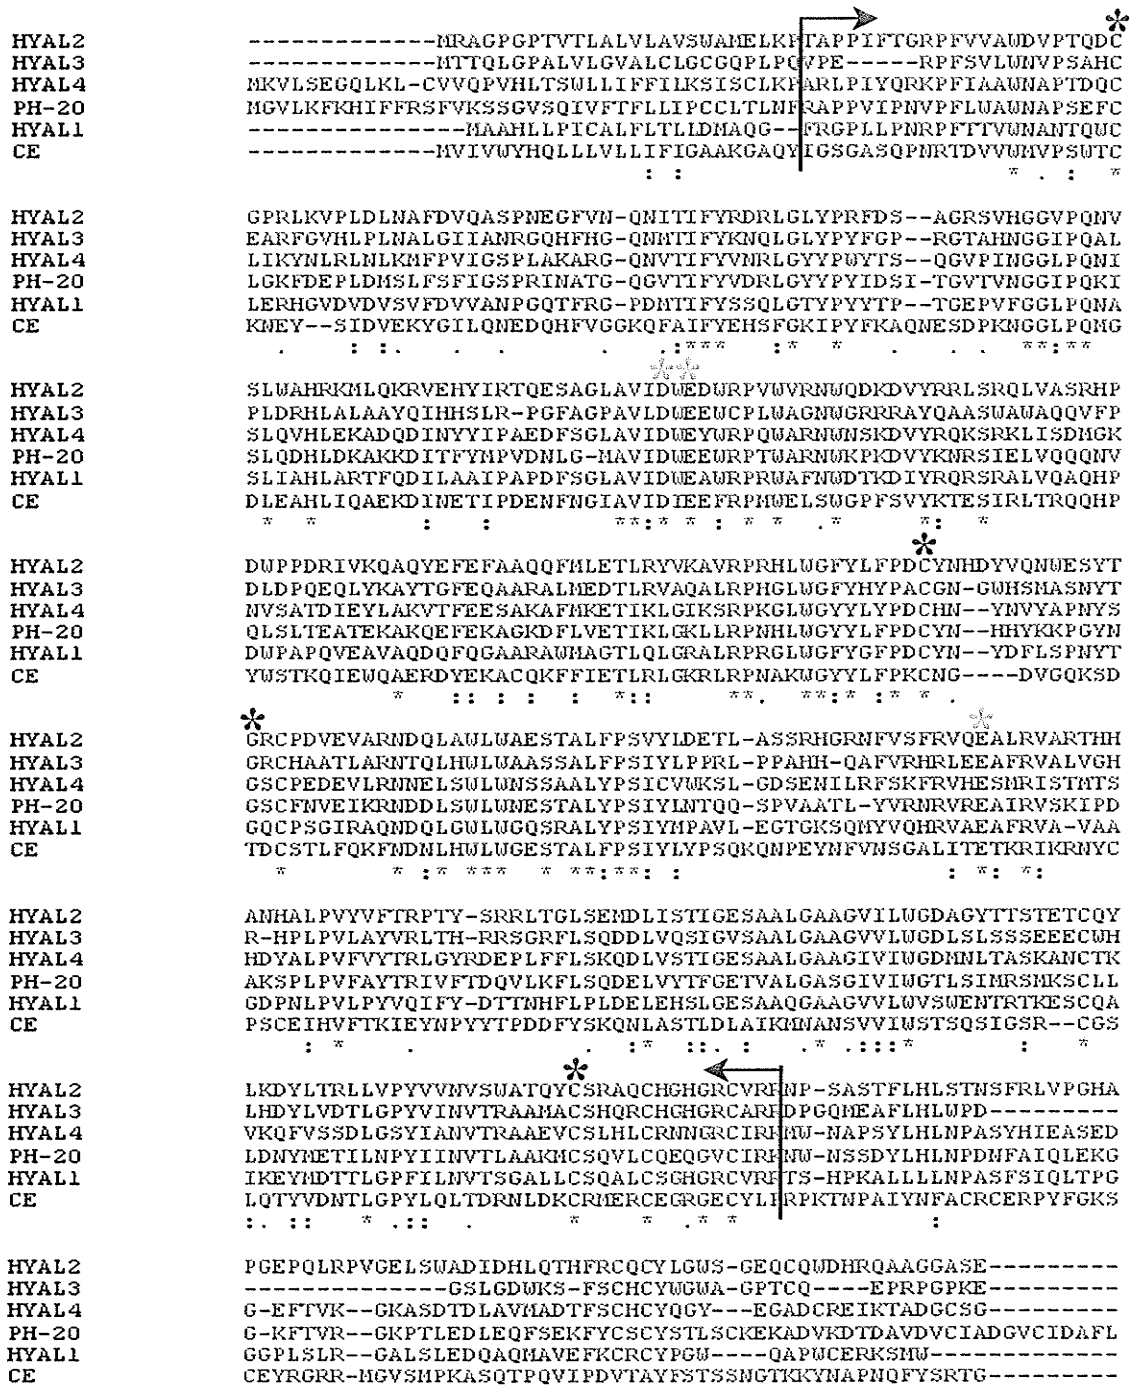 HYAL2 --------------MRAGPGPTVTLALVLAVSWAMELKPTAPPIFTGRPFVVAWDVPTQDC
HYAL3 --------------MTTQLGPALVLGVALCLGCGQPLPQVPE-----RPFSVLWNVPSAHC
HYAL4 MKVLSEGQLKL-CVVQPVHLTSWLLIFFILKSISCLKPARLPIYQRKPFIAAWNAPTDQC
PH-20 MGVLKFKHIFFRSFVKSSGVSQIVFTFLLIPCCLTLNFRAPPVIPNVPFLWAWNAPSEFC
HYAL1 ----------------MAAHLLPICALFLTLLDMAQG--FRGPLLPNRPFTTVWNANTQWC
CE --------------MVIVWYHQLLLVLLIFIGAAKGAQYIGSGASQPNRTDVVWMVPSWTC
: : * . : *
HYAL2 GPRLKVPLDLNAFDVQASPNEGFVN-QNITIFYRDRLGLYPRFDS--AGRSVHGGVPQNV
HYAL3 EARFGVHLPLNALGIIANRGQHFHG-QNMTIFYKNQLGLYPYFGP--RGTAHNGGIPQAL
HYAL4 LIKYNLRLNLKMFPVIGSPLAKARG-QNVTIFYVNRLGYYPWYTS--QGVPINGGLPQNI
PH-20 LGKFDEPLDMSLFSFIGSPRINATG-QGVTIFYVDRLGYYPYIDSI-TGVTVNGGIPQKI
HYAL1 LERHGVDVDVSVFDVVANPGQTFRG-PDMTIFYSSQLGTYPYYTP--TGEPVFGGLPQNA
CE KNEY--SIDVEKYGILQNEDQHFVGGKQFAIFYEHSFGKIPYFKAQNESDPKNGGLPQMG
. : :. . . . .:*** :* * . **:**
HYAL2 SLWAHRKMLQKRVEHYIRTQESAGLAVIDWEDWRPVWVRNWQDKDVYRRLSRQLVASRHP
HYAL3 PLDRHLALAAYQIHHSLR-PGFAGPAVLDWEEWCPLWAGNWGRRRAYQAASWAWAQQVFP
HYAL4 SLQVHLEKADQDINYYIPAEDFSGLAVIDWEYWRPQWARNWNSKDVYRQKSRKLISDMGK
PH-20 SLQDHLDKAKKDITFYMPVDNLG-MAVIDWEEWRPTWARNWKPKDVYKNRSIELVQQQNV
HYAL1 SLIAHLARTFQDILAAIPAPDFSGLAVIDWEAWRPRWAFNWDTKDIYRQRSRALVQAQHP
CE DLEAHLIQAEKDINETIPDENFNGIAVIDIEEFRPMWELSWGPFSVYKTESIRLTRQQHP
* * : : **:* * : * * .* *: *
HYAL2 DWPPDRIVKQAQYEFEFAAQQFMLETLRYVKAVRPRHLWGFYLFPDCYNHDYVQNWESYT
HYAL3 DLDPQEQLYKAYTGFEQAARALMEDTLRVAQALRPHGLWGFYHYPACGN-GWHSMASNYT
HYAL4 NVSATDIEYLAKVTFEESAKAFMKETIKLGIKSRPKGLWGYYLYPDCHN--YNVYAPNYS
PH-20 QLSLTEATEKAKQEFEKAGKDFLVETIKLGKLLRPNHLWGYYLFPDCYN--HHYKKPGYN
HYAL1 DWPAPQVEAVAQDQFQGAARAWMAGTLQLGRALRPRGLWGFYGFPDCYN--YDFLSPNYT
CE YWSTKQIEWQAERDYEKACQKFFIETLRLGKRLRPNAKWGYYLFPKCNG----DVGQKSD
* :: : : *: : ** . **:* :* * .
HYAL2 GRCPDVEVARNDQLAWLWAESTALFPSVYLDETL-ASSRHGRNFVSFRVQEALRVARTHH
HYAL3 GRCHAATLARNTQLHWLWAASSALFPSIYLPPRL-PPAHH-QAFVRHRLEEAFRVALVGH
HYAL4 GSCPEDEVLRNNELSWLWNSSAALYPSICVWKSL-GDSENILRFSKFRVHESMRISTMTS
PH-20 GSCFNVEIKRNDDLSWLWNESTALYPSIYLNTQQ-SPVAATL-YVRNRVREAIRVSKIPD
HYAL1 GQCPSGIRAQNDQLGWLWGQSRALYPSIYMPAVL-EGTGKSQMYVQHRVAEAFRVA-VAA
CE TDCSTLFQKFNDNLHWLWGESTALFPSIYLYPSQKQNPEYNFVNSGALITETKRIKRNYC
* * :* *** * **:**: : : *: *:
HYAL2 ANHALPVYVFTRPTY-SRRLTGLSEMDLISTIGESAALGAAGVILWGDAGYTTSTETCQY
HYAL3 R-HPLPVLAYVRLTH-RRSGRFLSQDDLVQSIGVSAALGAAGVVLWGDLSLSSSEEECWH
HYAL4 HDYALPVFVYTRLGYRDEPLFFLSKQDLVSTIGESAALGAAGIVIWGDMNLTASKANCTK
PH-20 AKSPLPVFAYTRIVFTDQVLKFLSQDELVYTFGETVALGASGIVIWGTLSIMRSMKSCLL
HYAL1 GDPNLPVLPYVQIFY-DTTNHFLPLDELEHSLGESAAQGAAGVVLWVSWENTRTKESCQA
CE PSCEIHVFTKIEYNPYYTPDDFYSKQNLASTLDLAIKMNANSVVIWSTSQSIGSR--CGS
: * . . :* ::. : .* .:::* : *
HYAL2 LKDYLTRLLVPYVVNVSWATQYCSRAQCHGHGRCVRRNP-SASTFLHLSTNSFRLVPGHA
HYAL3 LHDYLVDTLGPYVINVTRAAMACSHQRCHGHGRCARRDPGQMEAFLHLWPD---------
HYAL4 VKQFVSSDLGSYIANVTRAAEVCSLHLCRNNGRCIRKMW-NAPSYLHLNPASYHIEASED
PH-20 LDNYMETILNPYIINVTLAAKMCSQVLCQEQGVCIRKNW-NSSDYLHLNPDNFAIQLEKG
HYAL1 IKEYMDTTLGPFILNVTSGALLCSQALCSGHGRCVRRTS-HPKALLLLNPASFSIQLTPG
CE LQTYVDNTLGPYLQLTDRNLDKCRMERCEGRGECYLPRPKTNPAIYNFACRCERPYFGKS
:. :: * .:: . * * .* * :
HYAL2 PGEPQLRPVGELSWADIDHLQTHFRCQCYLGWS-GEQCQWDHRQAAGGASE---------
HYAL3 --------------GSLGDWKS-FSCHCYWGWA-GPTCQ----EPRPGPKE---------
HYAL4 G-EFTVK--GKASDTDLAVMADTFSCHCYQGY---EGADCREIKTADGCSG---------
PH-20 G-KFTVR--GKPTLEDLEQFSEKFYCSCYSTLSCKEKADVKDTDAVDVCIADGVCIDAFL
HYAL1 GGPLSLR--GALSLEDQAQMAVEFKCRCYPGW----QAPWCERKSMW-------------
CE CEYRGRR--MGVSMPKASQTPQVIPDVTAYFSTSSNGTKKYNAPNQFYSRTG---------